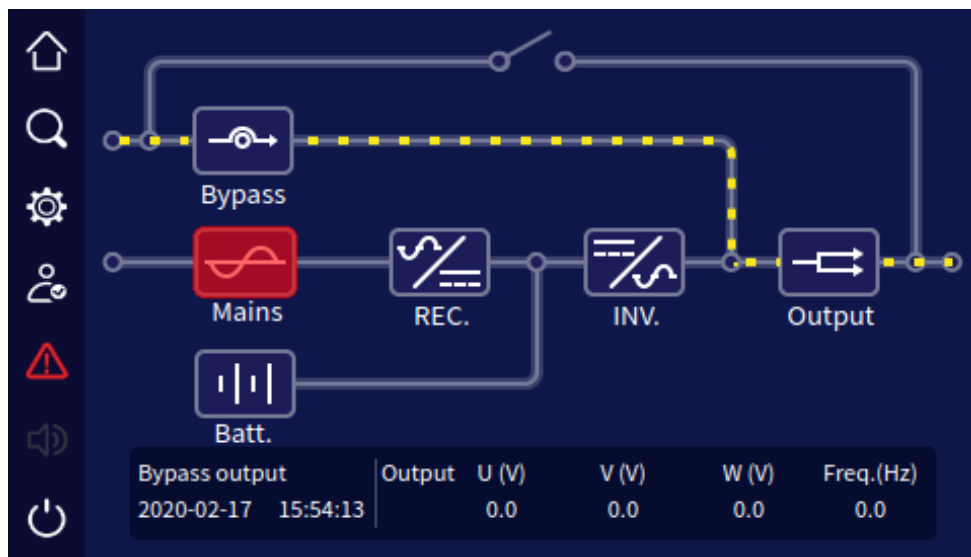 Bypass
Mains
REC.
INV.
Output
Batt.
Bypass output
2020-02-17 15:54:13
Output U (V) V (V) W (V) Freq.(Hz)
0.0 0.0 0.0 0.0